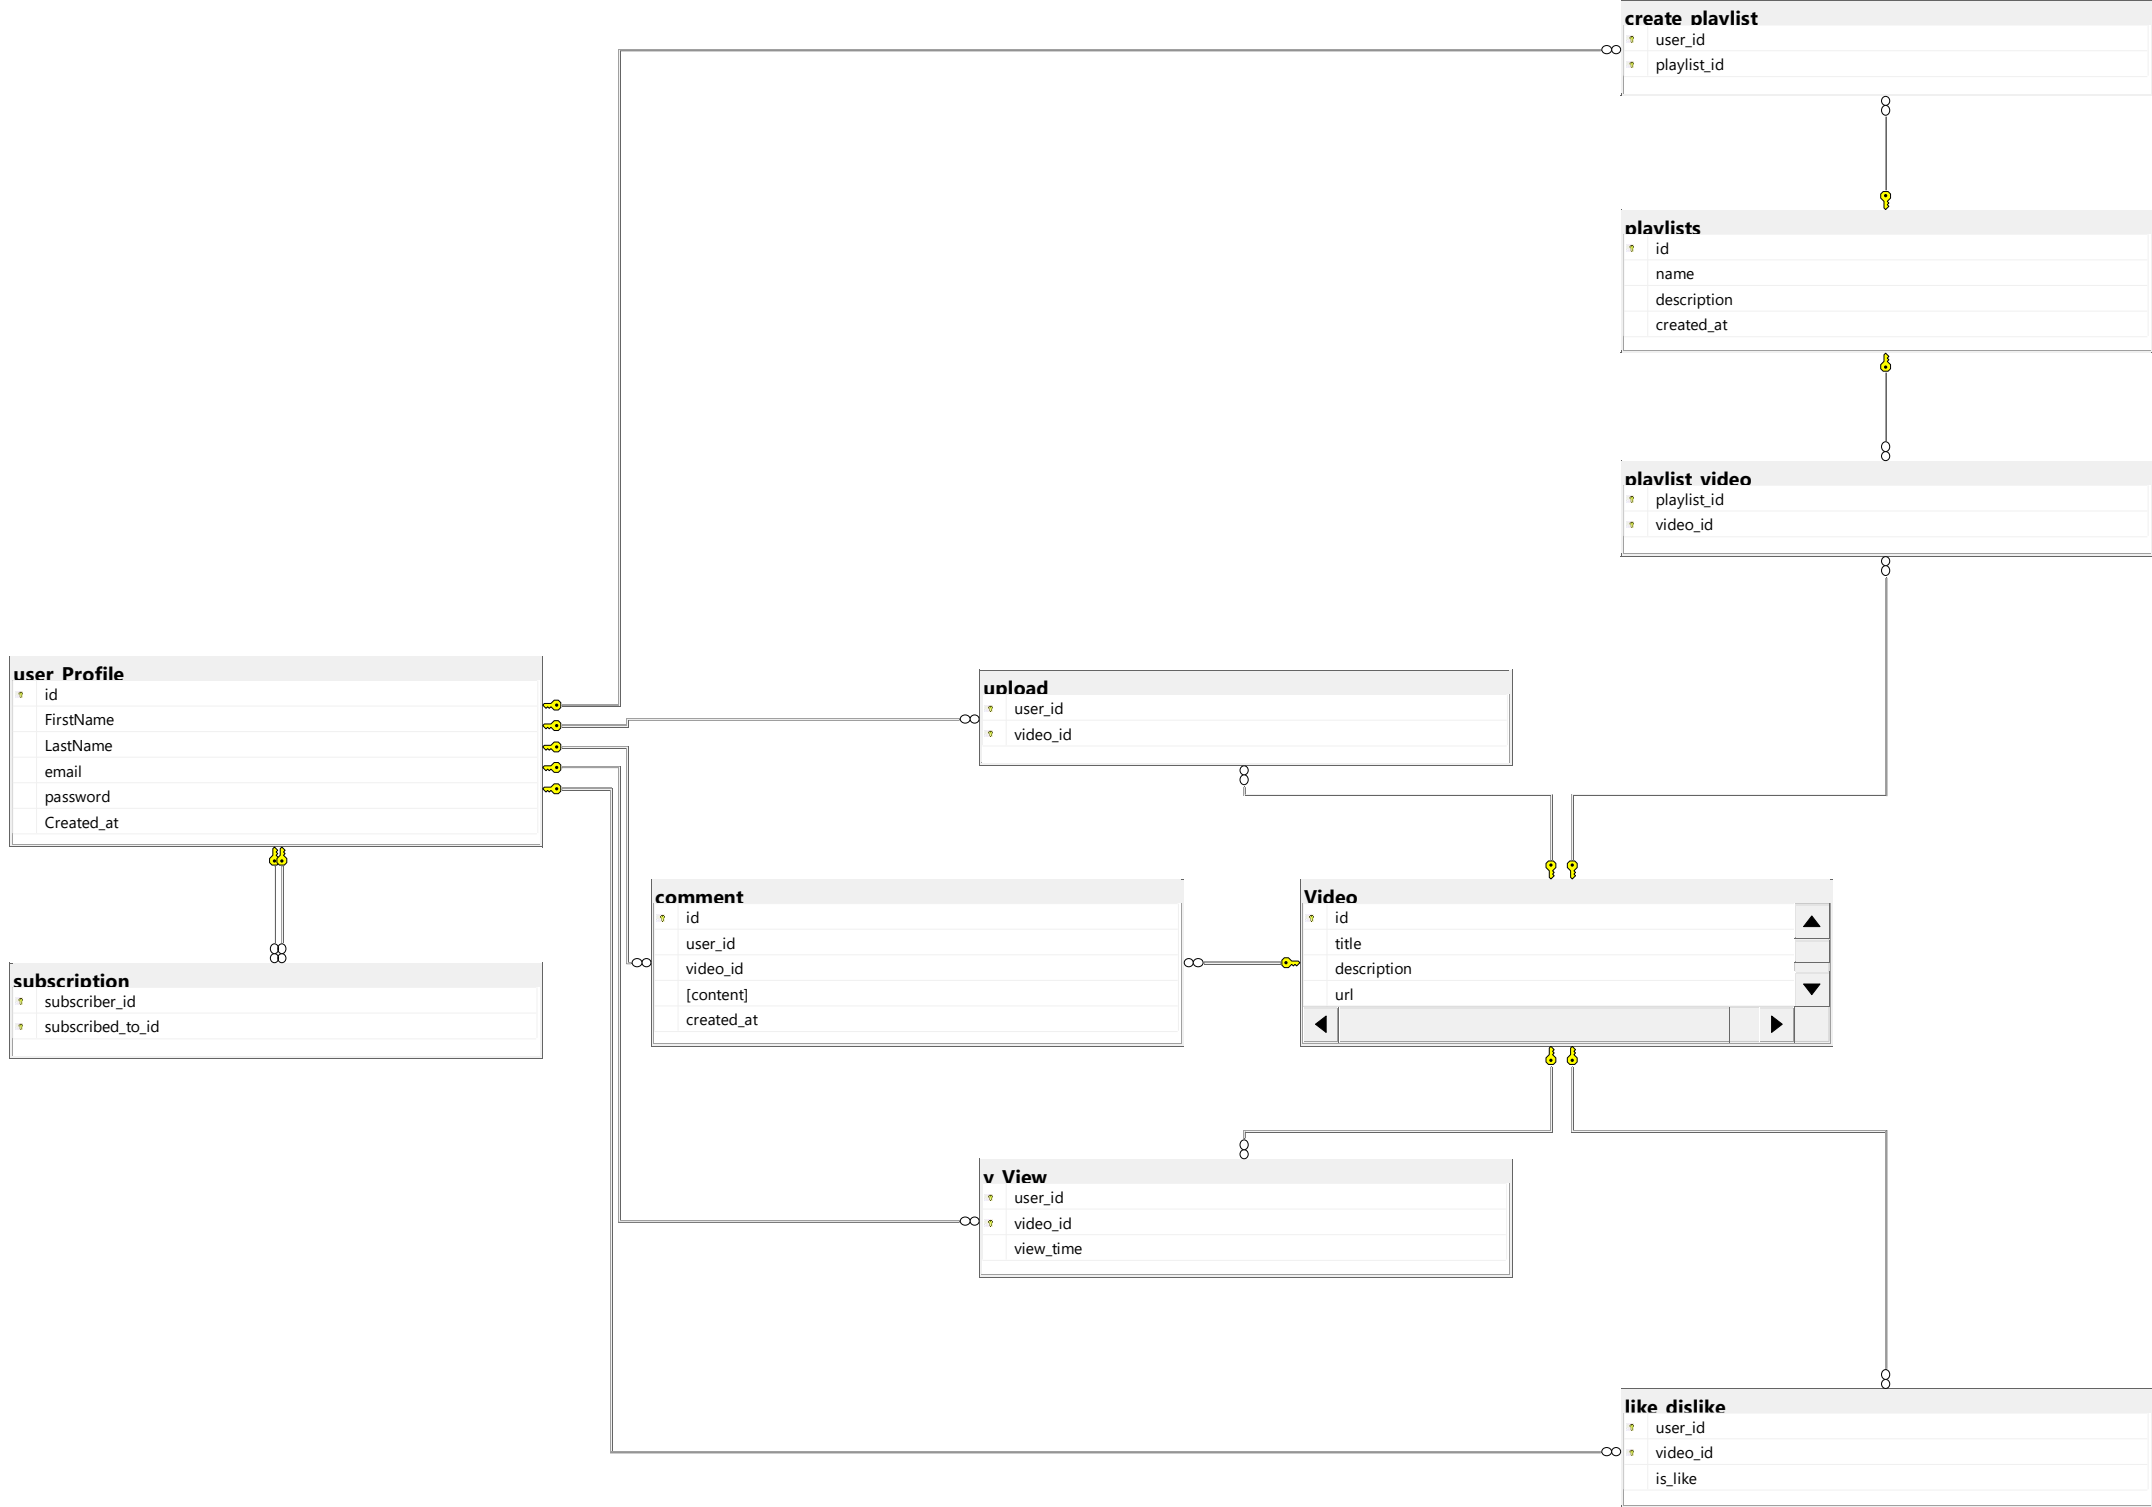 create_playlist
user_id
playlist_id
playlists
id
name
description
created_at
playlist_video
playlist_id
video_id
user_Profile
id
FirstName
LastName
email
password
Created_at
upload
user_id
video_id
comment
id
user_id
video_id
[content]
created_at
Video
id
title
description
url
subscription
subscriber_id
subscribed_to_id
v_View
user_id
video_id
view_time
like_dislike
user_id
video_id
is_like